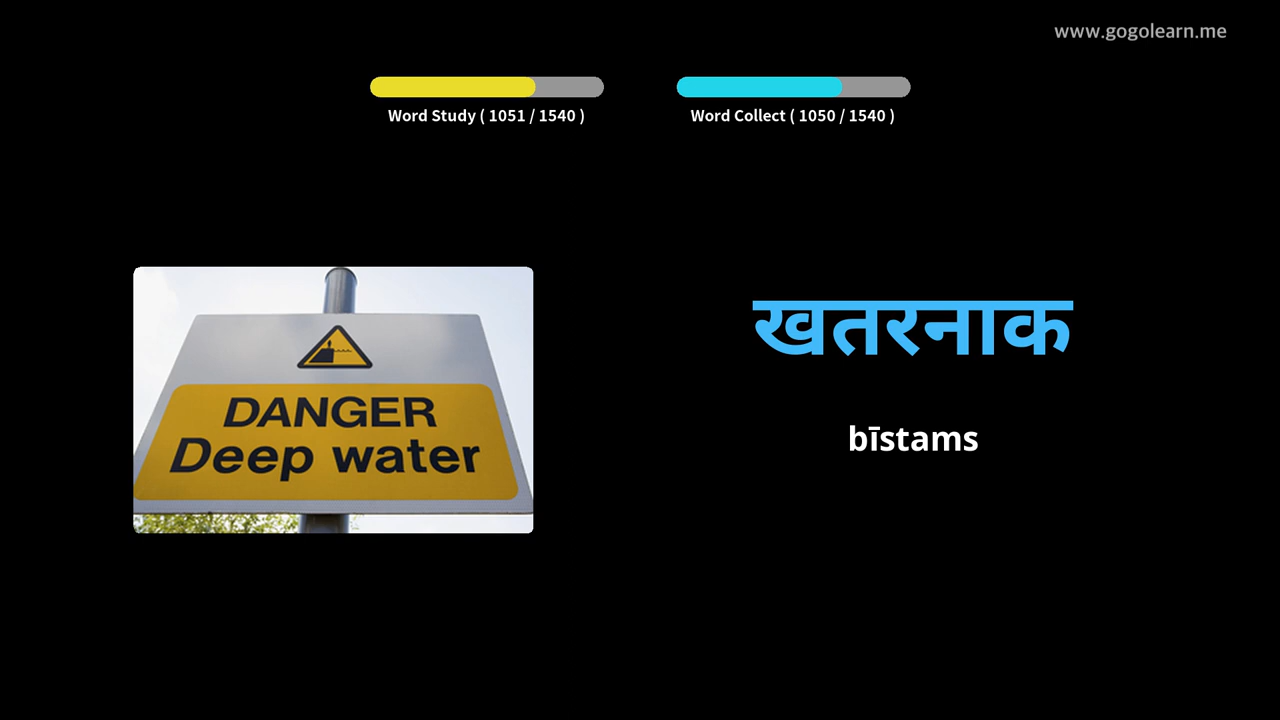 www.gogolearn.me
Word Study ( 1051 / 1540 )
Word Collect ( 1050 / 1540 )
DANGER
Deep water
खतरनाक
bīstams